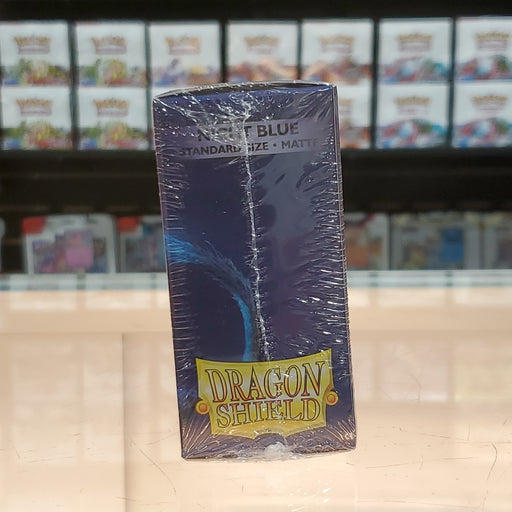 NIGHT BLUE
STANDARD SIZE • MATTE
DRAGON
SHIELD